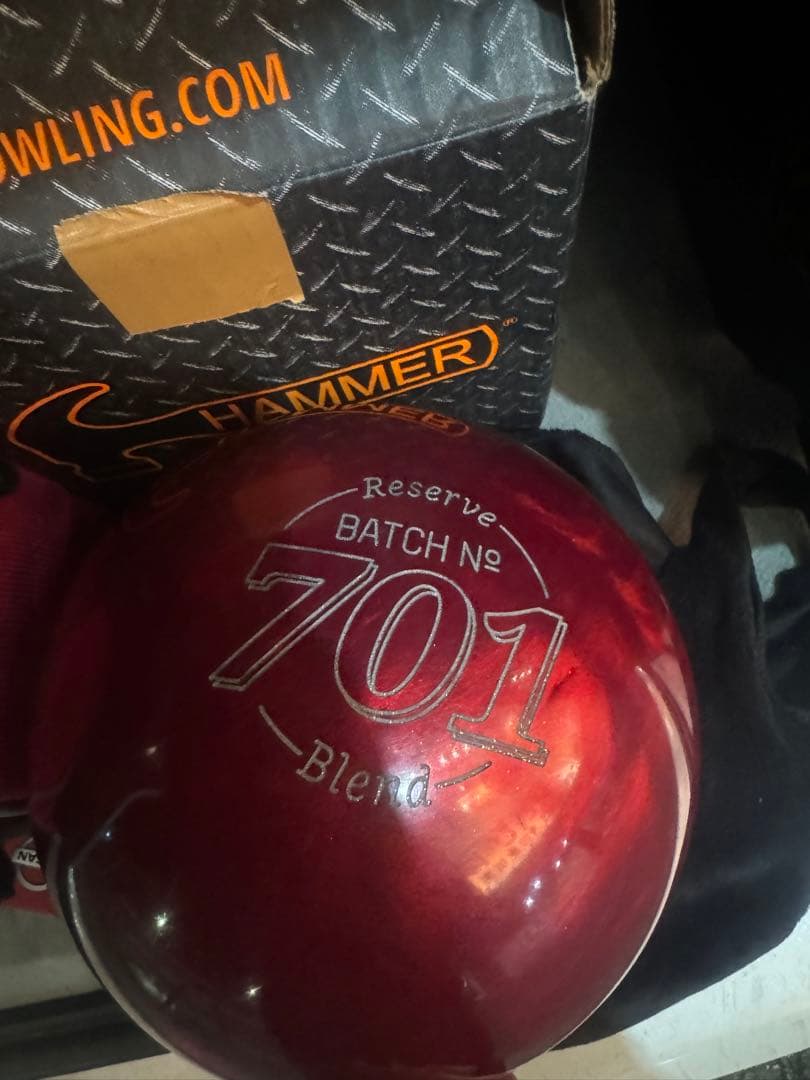 OWLING.COM
HAMMER
Reserve
BATCH Nº
701
Blend